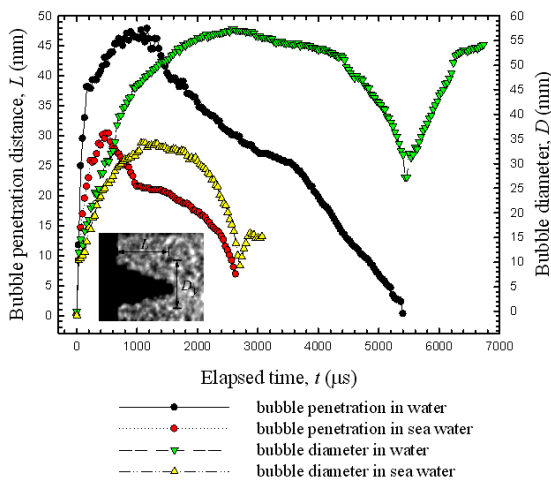 Bubble penetration distance, L (mm)
50
45
40
35
30
25
20
15
10
5
0
60
55
50
45
40
35
30
25
20
15
10
5
0
Bubble diameter, D (mm)
L
D
0 1000 2000 3000 4000 5000 6000 7000
Elapsed time, t (μs)
bubble penetration in water
bubble penetration in sea water
bubble diameter in water
bubble diameter in sea water